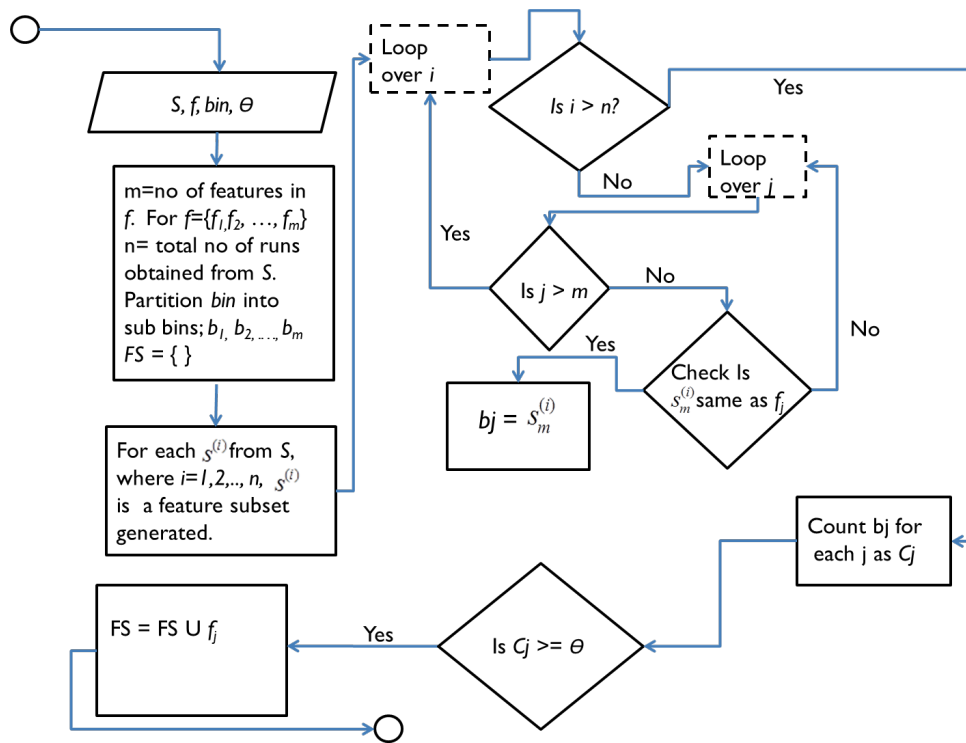 S, f, bin, Θ
m=no of features in
f. For f={f1,f2, …, fm}
n= total no of runs
obtained from S.
Partition bin into
sub bins; b1, b2, ...., bm
FS = { }
For each s^(i) from S,
where i=1,2,.., n, s^(i)
is a feature subset
generated.
Loop
over i
Is i > n?
Yes
No
Loop
over j
Yes
Is j > m
No
No
Yes
Check Is
s_m^(i) same as fj
bj = s_m^(i)
Count bj for
each j as Cj
Is Cj >= Θ
Yes
FS = FS U fj